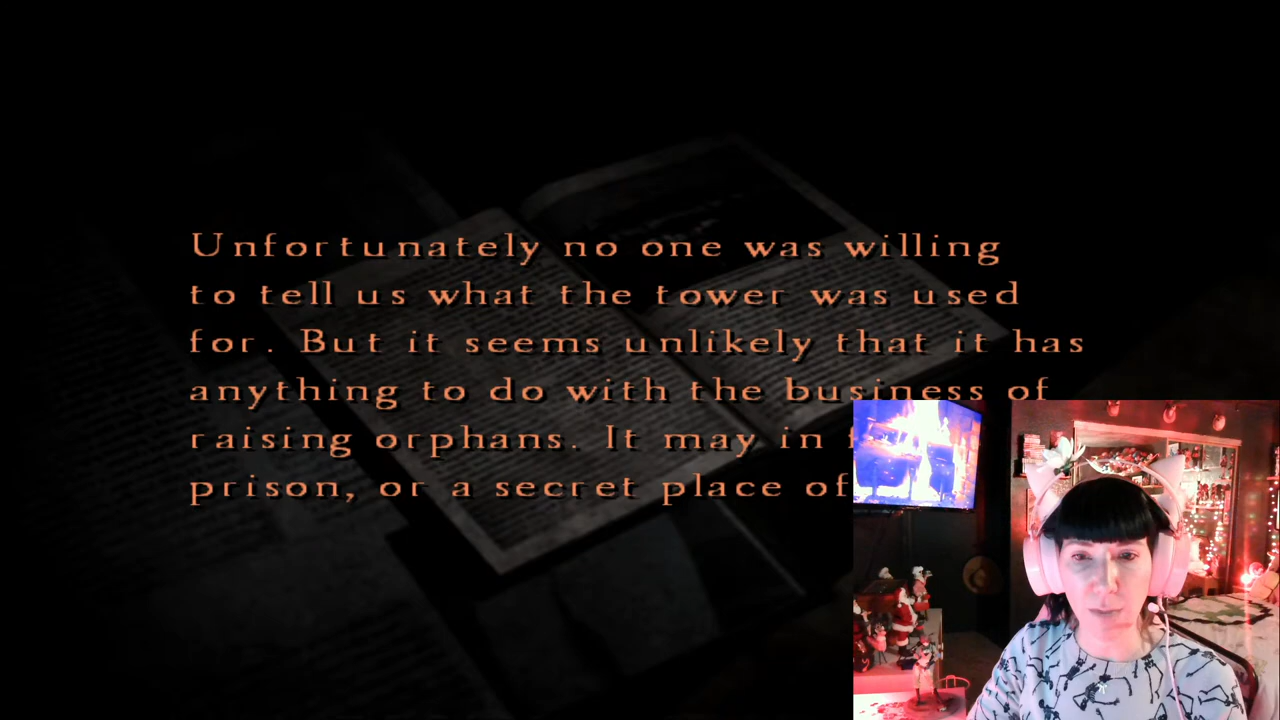 Unfortunately no one was willing
to tell us what the tower was used
for. But it seems unlikely that it has
anything to do with the business of
raising orphans. It may in
prison, or a secret place of